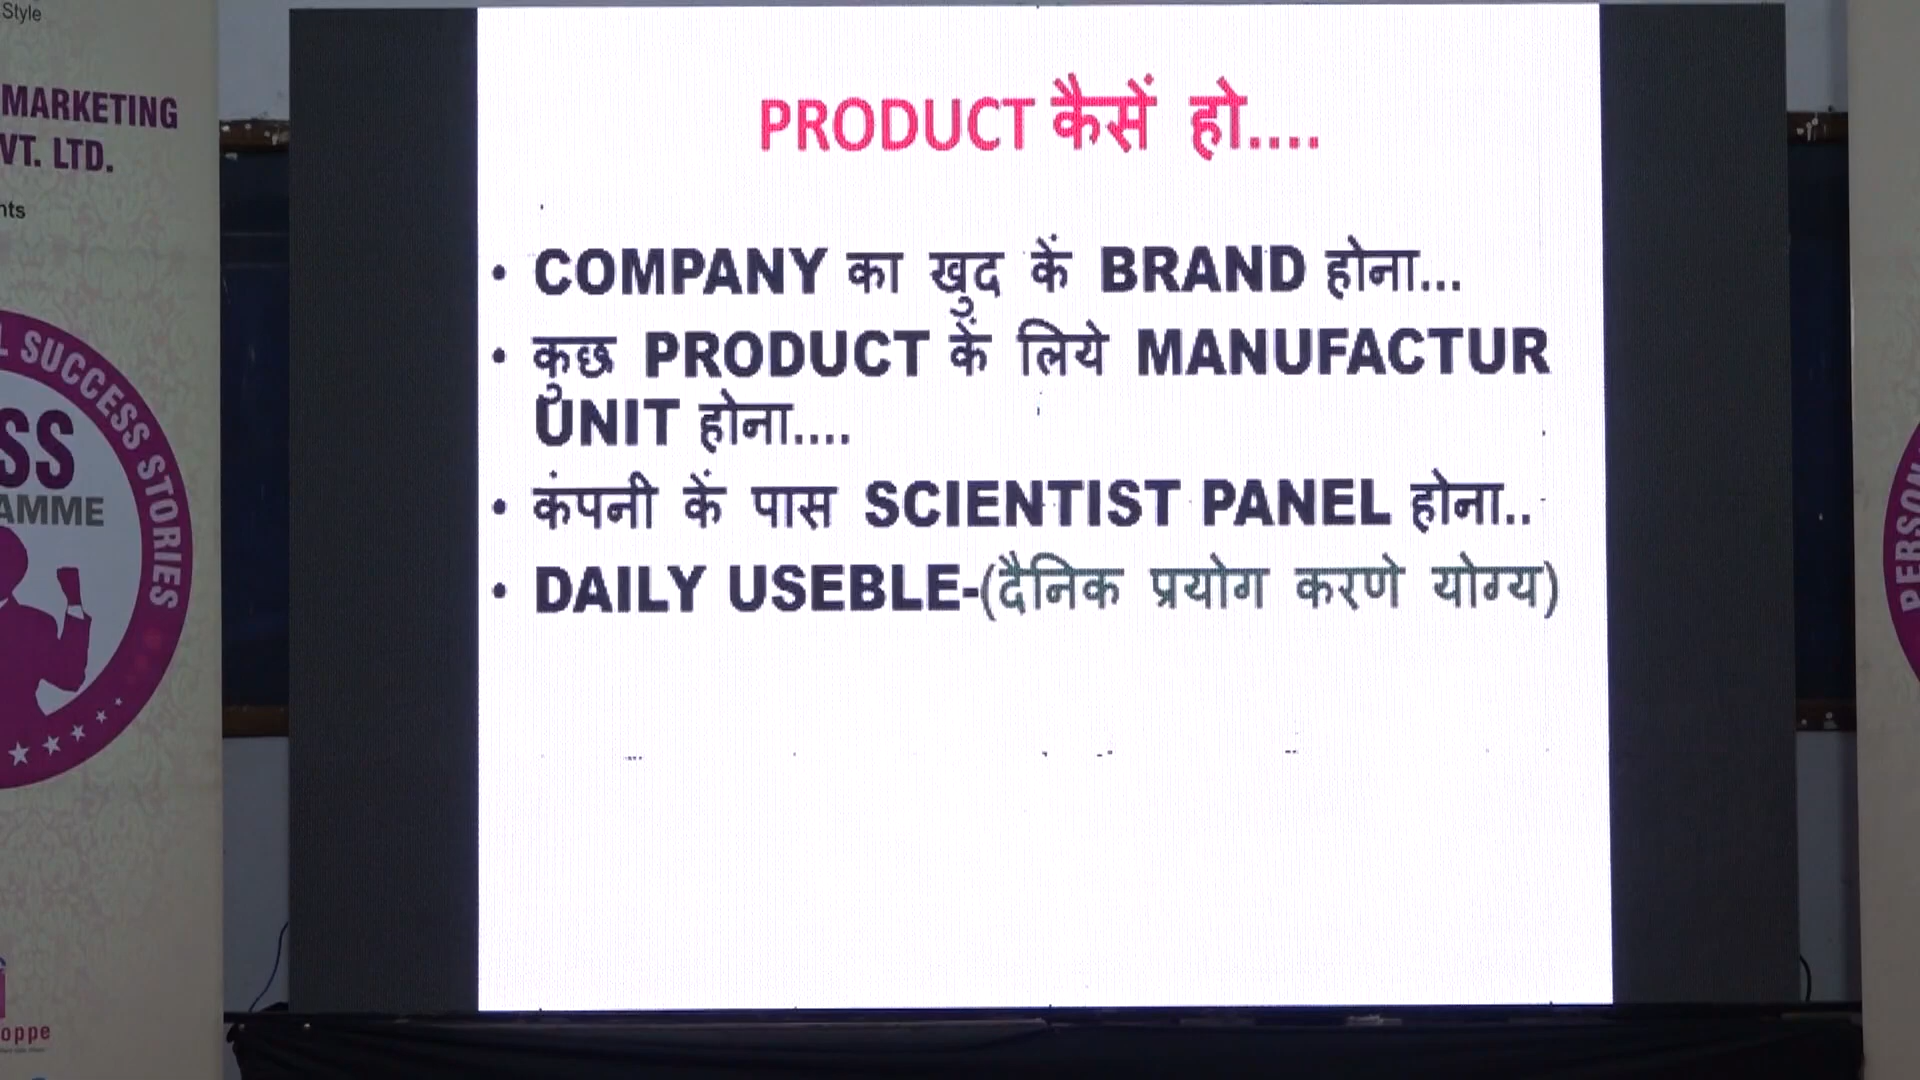 Style
MARKETING
VT. LTD.
nts
L SUCCESS STORIES
SS
AMME
oppe
PRODUCT कैसें हो....
• COMPANY का खुद कें BRAND होना...
• कुछ PRODUCT कें लिये MANUFACTUR
UNIT होना....
• कंपनी कें पास SCIENTIST PANEL होना..
• DAILY USEBLE-(दैनिक प्रयोग करणे योग्य)
PERSON